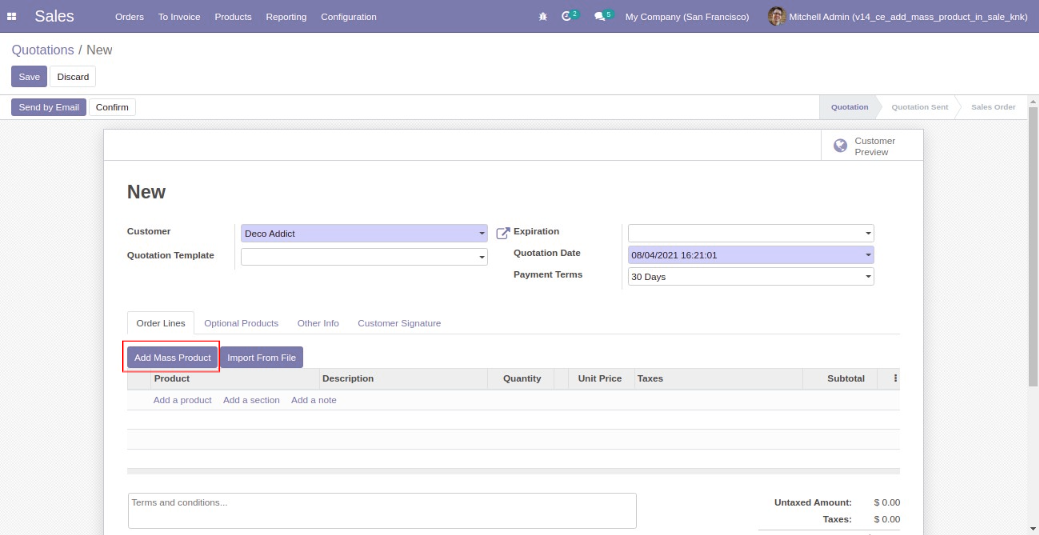 Sales Orders To Invoice Products Reporting Configuration 2 5 My Company (San Francisco) Mitchell Admin (v14_ce_add_mass_product_in_sale_knk)
Quotations / New
Save Discard
Send by Email Confirm Quotation Quotation Sent Sales Order
Customer
Preview
New
Customer Deco Addict Expiration
Quotation Template Quotation Date 08/04/2021 16:21:01
Payment Terms 30 Days
Order Lines Optional Products Other Info Customer Signature
Add Mass Product Import From File
Product Description Quantity Unit Price Taxes Subtotal
Add a product Add a section Add a note
Terms and conditions... Untaxed Amount: $ 0.00
Taxes: $ 0.00